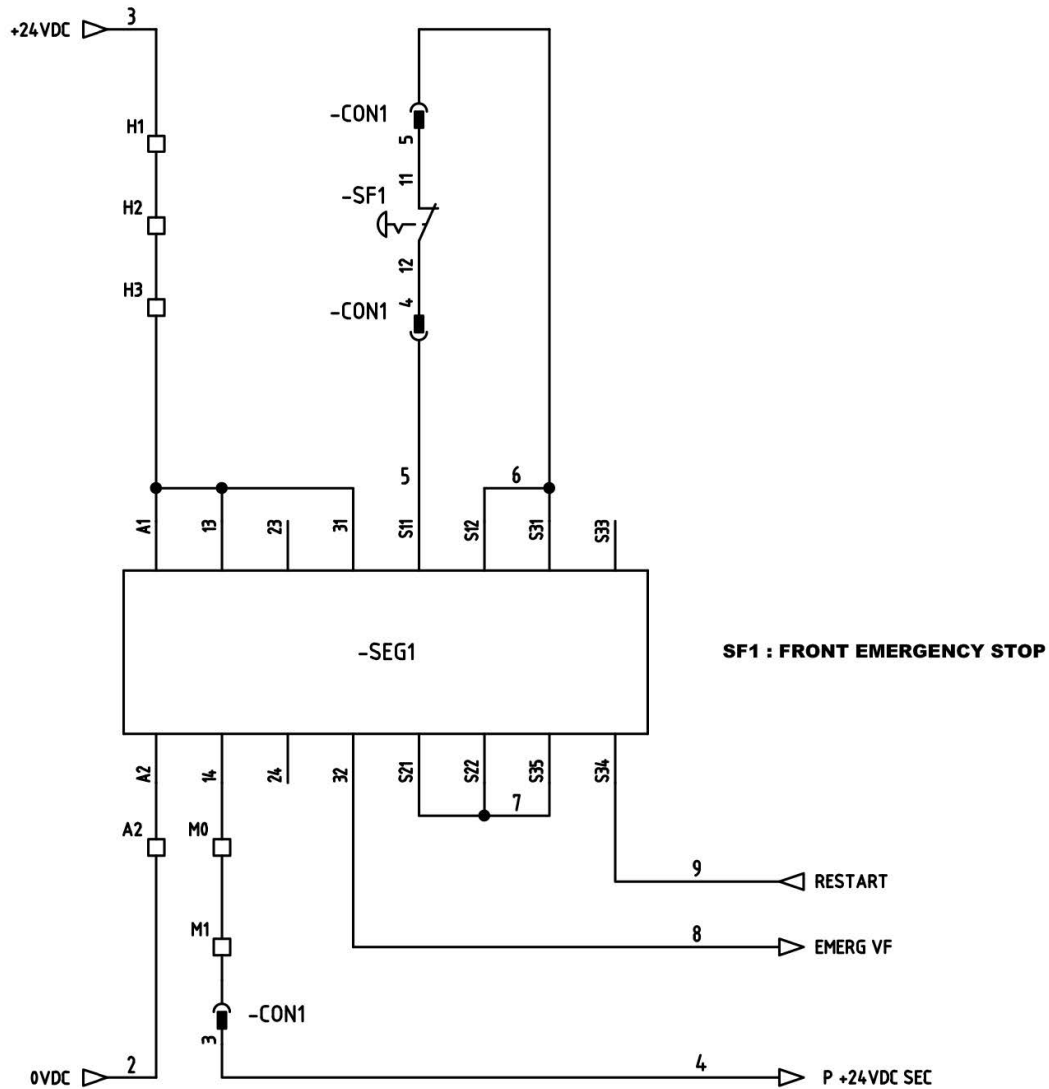 3
+24VDC
-CON1
H1
5
11
-SF1
H2
12
4
H3
-CON1
5
6
A1
13
23
31
S11
S12
S31
S33
-SEG1
SF1 : FRONT EMERGENCY STOP
A2
14
24
32
S21
S22
S35
S34
7
A2
M0
9
RESTART
M1
8
EMERG VF
-CON1
3
2
4
0VDC
P +24VDC SEC